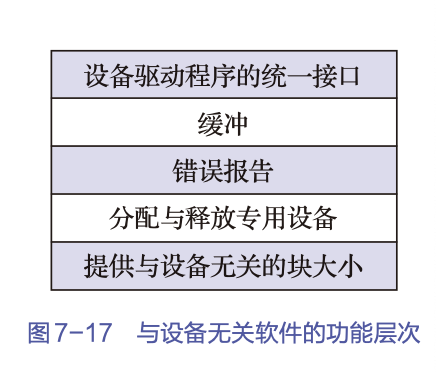 设备驱动程序的统一接口
缓冲
错误报告
分配与释放专用设备
提供与设备无关的块大小
图7-17 与设备无关软件的功能层次